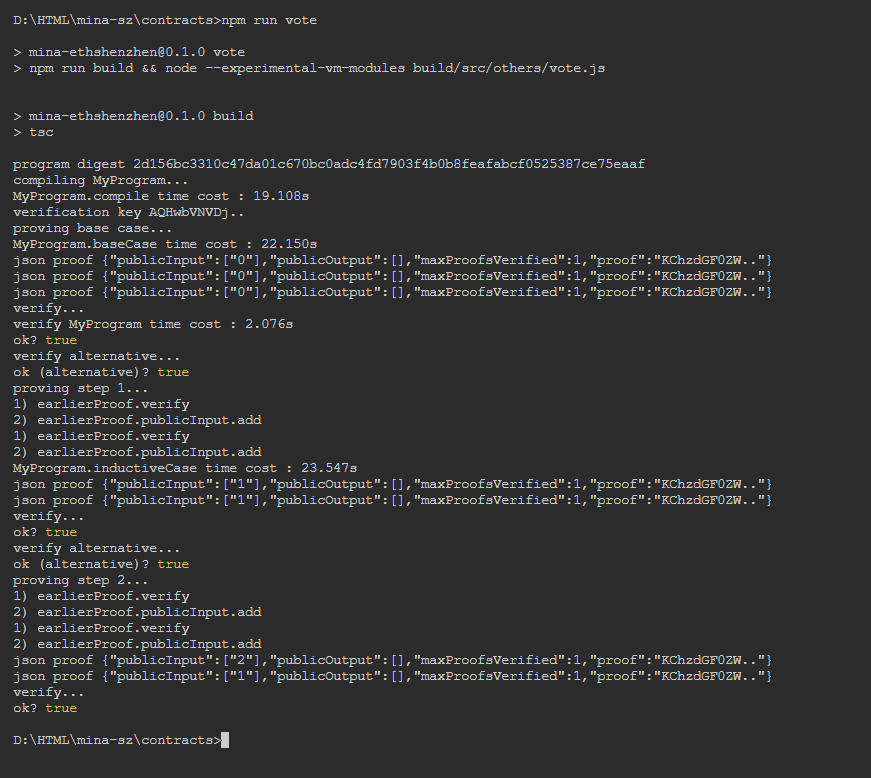 D:\HTML\mina-sz\contracts>npm run vote
> mina-ethshenzhen@0.1.0 vote
> npm run build && node --experimental-vm-modules build/src/others/vote.js
> mina-ethshenzhen@0.1.0 build
> tsc
program digest 2d156bc3310c47da01c670bc0adc4fd7903f4b0b8feafabcf0525387ce75eaaf
compiling MyProgram...
MyProgram.compile time cost : 19.108s
verification key AQHwbVNVDj..
proving base case...
MyProgram.baseCase time cost : 22.150s
json proof {"publicInput":["0"],"publicOutput":[],"maxProofsVerified":1,"proof":"KChzdGF0ZW.."}
json proof {"publicInput":["0"],"publicOutput":[],"maxProofsVerified":1,"proof":"KChzdGF0ZW.."}
json proof {"publicInput":["0"],"publicOutput":[],"maxProofsVerified":1,"proof":"KChzdGF0ZW.."}
verify...
verify MyProgram time cost : 2.076s
ok? true
verify alternative...
ok (alternative)? true
proving step 1...
1) earlierProof.verify
2) earlierProof.publicInput.add
1) earlierProof.verify
2) earlierProof.publicInput.add
MyProgram.inductiveCase time cost : 23.547s
json proof {"publicInput":["1"],"publicOutput":[],"maxProofsVerified":1,"proof":"KChzdGF0ZW.."}
json proof {"publicInput":["1"],"publicOutput":[],"maxProofsVerified":1,"proof":"KChzdGF0ZW.."}
verify...
ok? true
verify alternative...
ok (alternative)? true
proving step 2...
1) earlierProof.verify
2) earlierProof.publicInput.add
1) earlierProof.verify
2) earlierProof.publicInput.add
json proof {"publicInput":["2"],"publicOutput":[],"maxProofsVerified":1,"proof":"KChzdGF0ZW.."}
json proof {"publicInput":["1"],"publicOutput":[],"maxProofsVerified":1,"proof":"KChzdGF0ZW.."}
verify...
ok? true
D:\HTML\mina-sz\contracts>